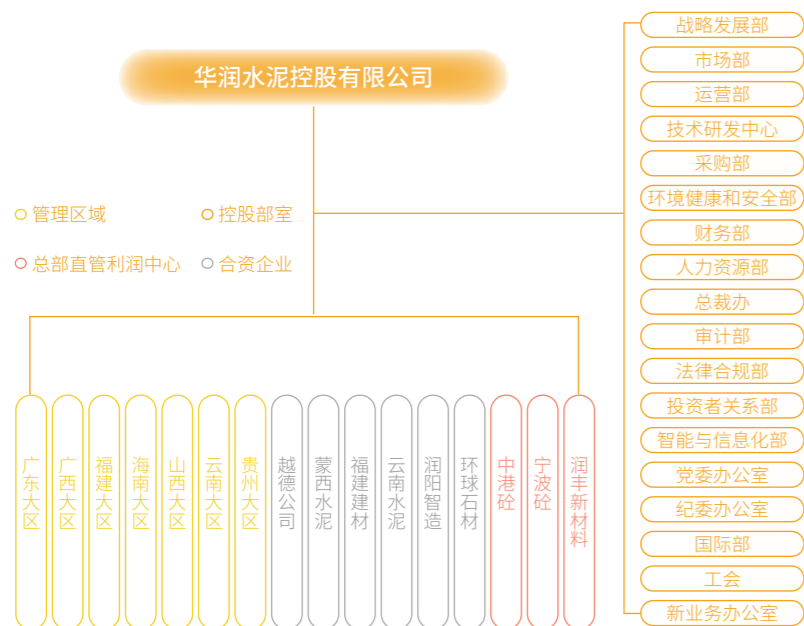 华润水泥控股有限公司
管理区域
控股部室
总部直管利润中心
合资企业
广东大区
广西大区
福建大区
海南大区
山西大区
云南大区
贵州大区
越德公司
蒙西水泥
福建建材
云南水泥
润阳智造
环球石材
中港砼
宁波砼
润丰新材料
战略发展部
市场部
运营部
技术研发中心
采购部
环境健康和安全部
财务部
人力资源部
总裁办
审计部
法律合规部
投资者关系部
智能与信息化部
党委办公室
纪委办公室
国际部
工会
新业务办公室